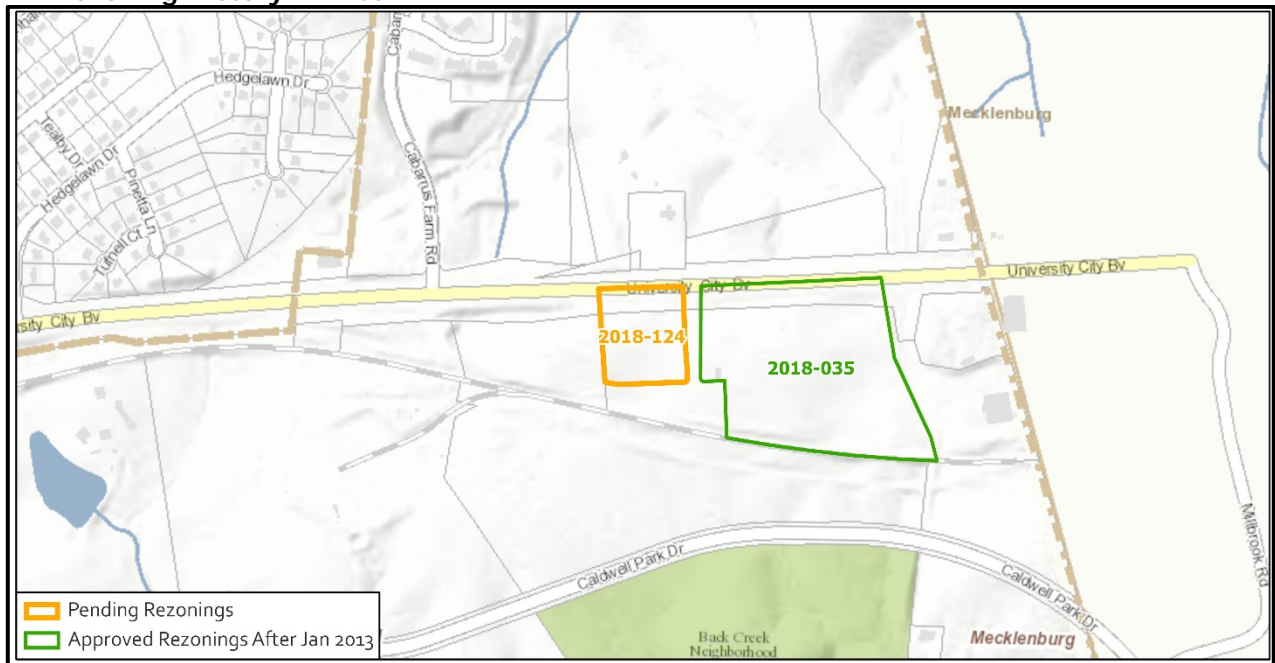 Hedgelawn Dr
Caban
Mecklenburg
Tealby Dr
Hedgelawn Dr
Pinetta Ln
Tufnell Ct
Cabarrus Farm Rd
University City Bv
University City Bv
rsity City Bv
2018-124
2018-035
Millbrook Rd
Caldwell Park Dr
Caldwell Park Dr
Back Creek
Neighborhood
Mecklenburg
Pending Rezonings
Approved Rezonings After Jan 2013